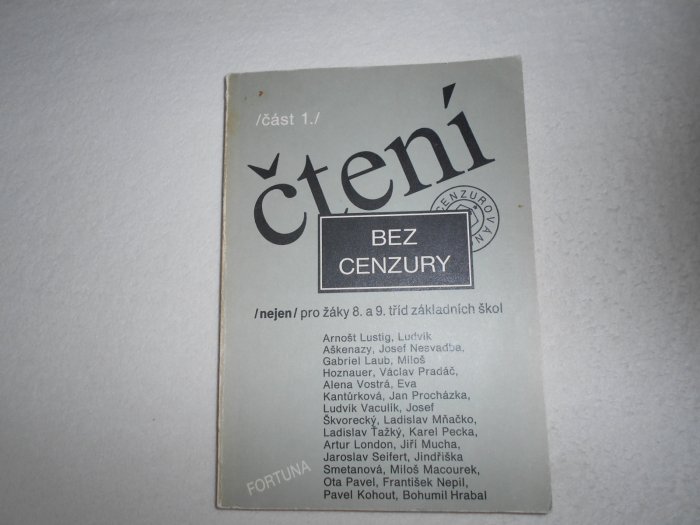 /část 1./
čtení
CENZUROVÁN
BEZ
CENZURY
/nejen/ pro žáky 8. a 9. tříd základních škol
Arnošt Lustig, Ludvík
Aškenazy, Josef Nesvadba,
Gabriel Laub, Miloš
Hoznauer, Václav Pradáč,
Alena Vostrá, Eva
Kantůrková, Jan Procházka,
Ludvík Vaculík, Josef
Škvorecký, Ladislav Mňačko,
Ladislav Ťažký, Karel Pecka,
Artur London, Jiří Mucha,
Jaroslav Seifert, Jindřiška
Smetanová, Miloš Macourek,
Ota Pavel, František Nepil,
Pavel Kohout, Bohumil Hrabal
FORTUNA